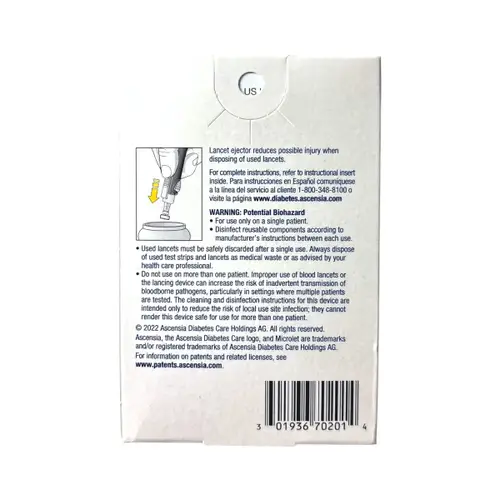 US
Lancet ejector reduces possible injury when
disposing of used lancets.
For complete instructions, refer to instructional insert
inside. Para instrucciones en Español comuniquese
a la línea del servicio al cliente 1-800-348-8100 o
visite la página www.diabetes.ascensia.com
WARNING: Potential Biohazard
• For use only on a single patient.
• Disinfect reusable components according to
manufacturer's instructions between each use.
• Used lancets must be safely discarded after a single use. Always dispose
of used test strips and lancets as medical waste or as advised by your
health care professional.
• Do not use on more than one patient. Improper use of blood lancets or
the lancing device can increase the risk of inadvertent transmission of
bloodborne pathogens, particularly in settings where multiple patients
are tested. The cleaning and disinfection instructions for this device are
intended only to reduce the risk of local use site infection; they cannot
render this device safe for use for more than one patient.
© 2022 Ascensia Diabetes Care Holdings AG. All rights reserved.
Ascensia, the Ascensia Diabetes Care logo, and Microlet are trademarks
and/or registered trademarks of Ascensia Diabetes Care Holdings AG.
For information on patents and related licenses, see
www.patents.ascensia.com.
3 01936 70201 4